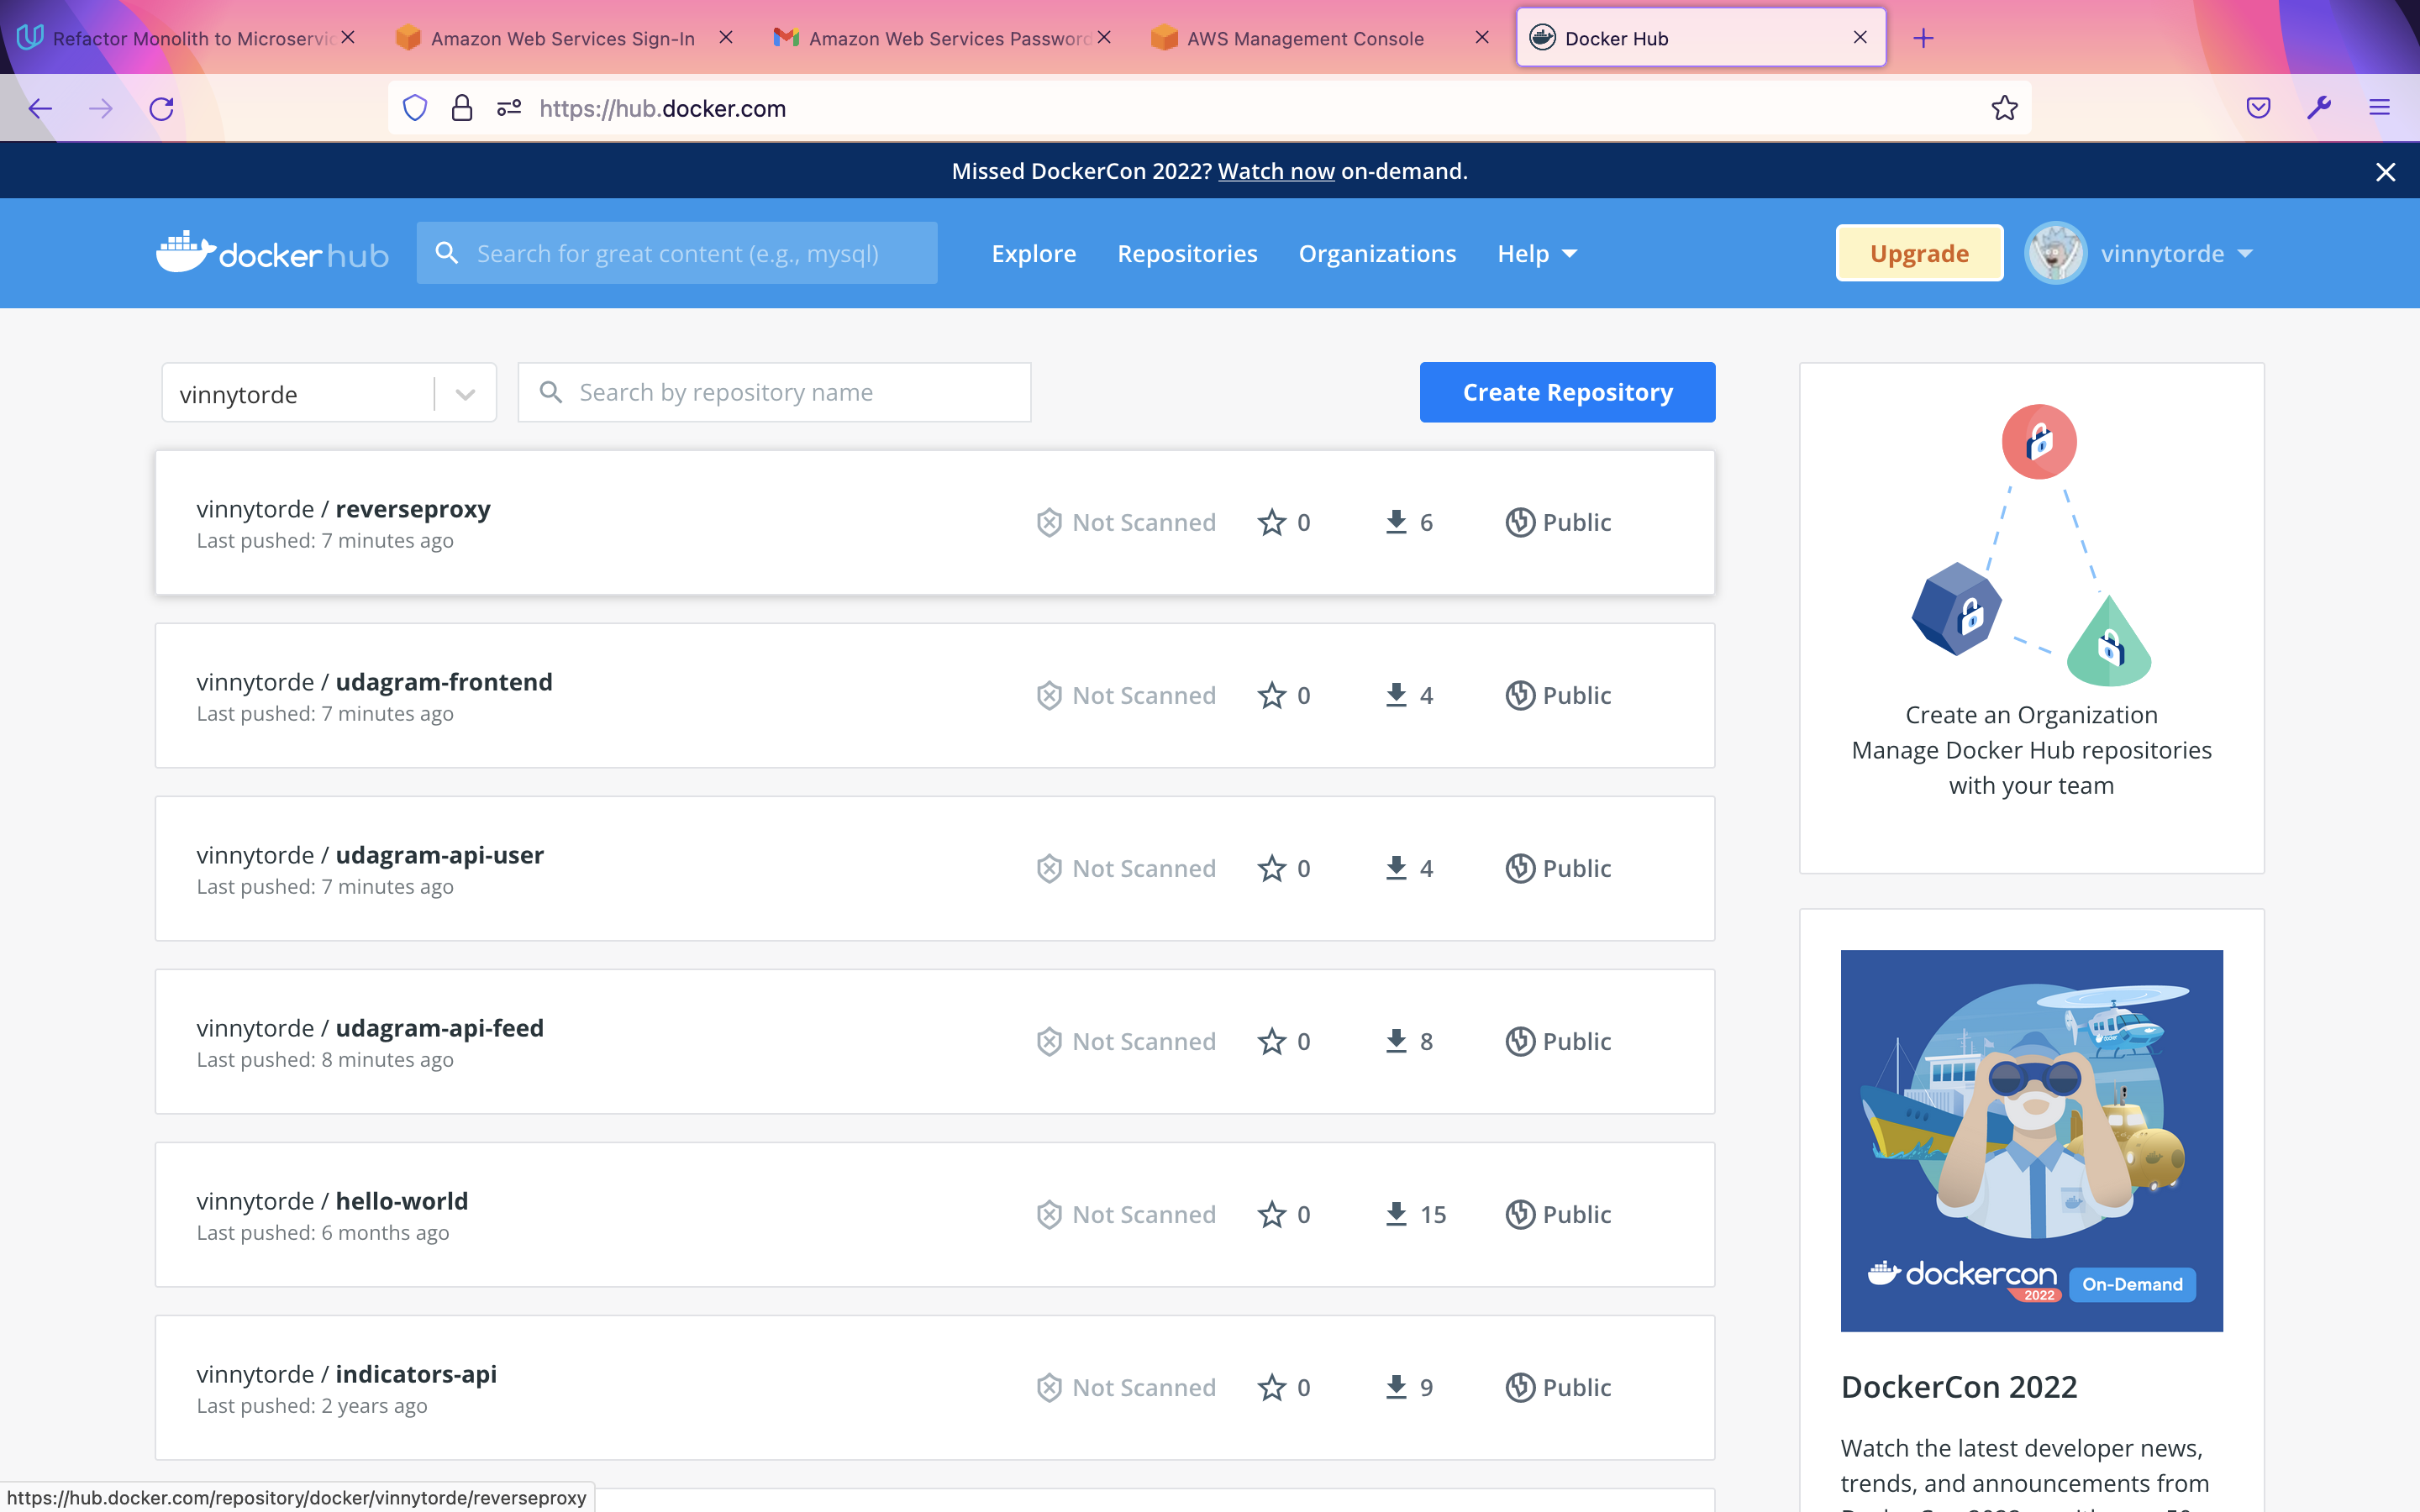 Refactor Monolith to Microservic
Amazon Web Services Sign-In
Amazon Web Services Password
AWS Management Console
Docker Hub
https://hub.docker.com
Missed DockerCon 2022? Watch now on-demand.
docker hub
Search for great content (e.g., mysql)
Explore
Repositories
Organizations
Help
Upgrade
vinnytorde
vinnytorde
Search by repository name
Create Repository
vinnytorde / reverseproxy
Last pushed: 7 minutes ago
Not Scanned
0
6
Public
vinnytorde / udagram-frontend
Last pushed: 7 minutes ago
Not Scanned
0
4
Public
vinnytorde / udagram-api-user
Last pushed: 7 minutes ago
Not Scanned
0
4
Public
vinnytorde / udagram-api-feed
Last pushed: 8 minutes ago
Not Scanned
0
8
Public
vinnytorde / hello-world
Last pushed: 6 months ago
Not Scanned
0
15
Public
vinnytorde / indicators-api
Last pushed: 2 years ago
Not Scanned
0
9
Public
Create an Organization
Manage Docker Hub repositories
with your team
dockercon
2022
On-Demand
DockerCon 2022
Watch the latest developer news,
trends, and announcements from
https://hub.docker.com/repository/docker/vinnytorde/reverseproxy